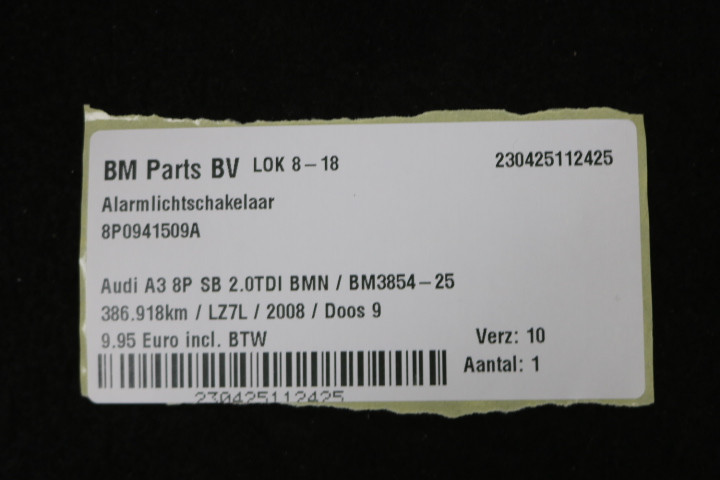 BM Parts BV LOK 8-18 230425112425
Alarmlichtschakelaar
8P0941509A
Audi A3 8P SB 2.0TDI BMN / BM3854-25
386.918km / LZ7L / 2008 / Doos 9
9.95 Euro incl. BTW Verz: 10
Aantal: 1
230425112425